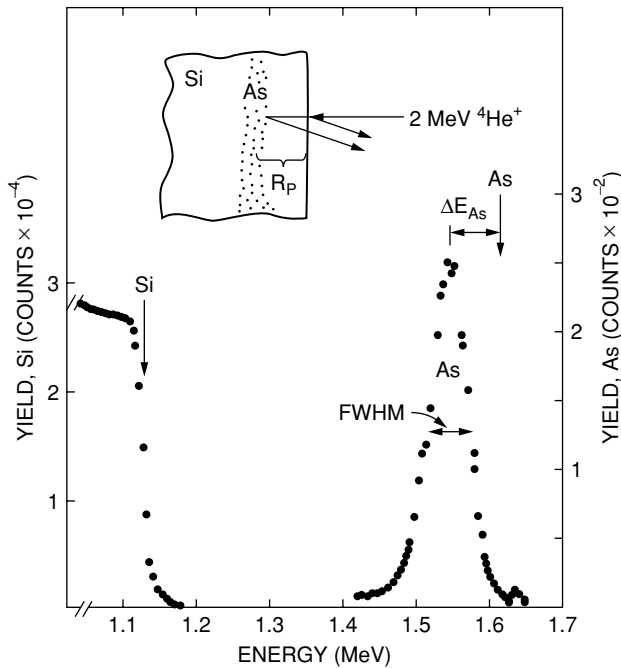 Si
As
2 MeV ⁴He⁺
R_P
As
ΔE_As
Si
As
FWHM
3
2
1
YIELD, Si (COUNTS × 10⁻⁴)
3
2
1
YIELD, As (COUNTS × 10⁻²)
1.1 1.2 1.3 1.4 1.5 1.6 1.7
ENERGY (MeV)